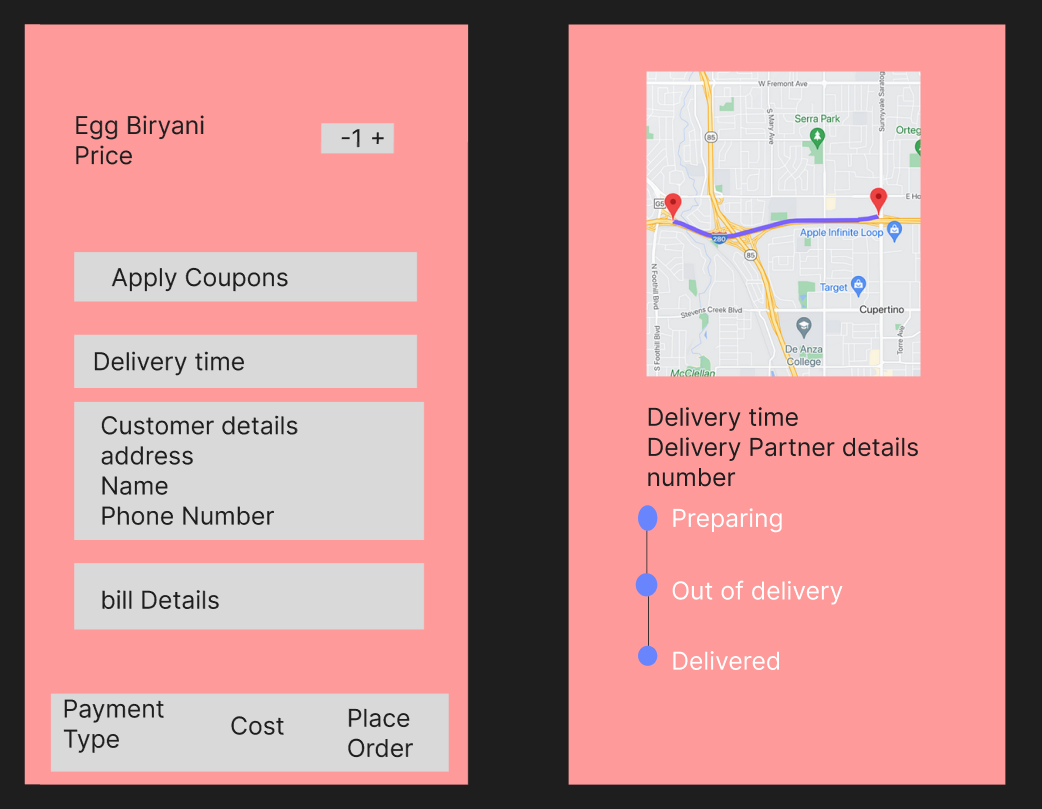 Egg Biryani
Price
-1 +
Apply Coupons
Delivery time
Customer details
address
Name
Phone Number
bill Details
Payment
Type
Cost
Place
Order
W Fremont Ave
Sunnyvale Saratog
S Mary Ave
Serra Park
85
Orteg
G5
E Ho
280
Apple Infinite Loop
85
N Foothill Blvd
Target
Stevens Creek Blvd
Cupertino
S Foothill Blvd
De Anza
College
Torre Ave
McClellan
Delivery time
Delivery Partner details
number
Preparing
Out of delivery
Delivered